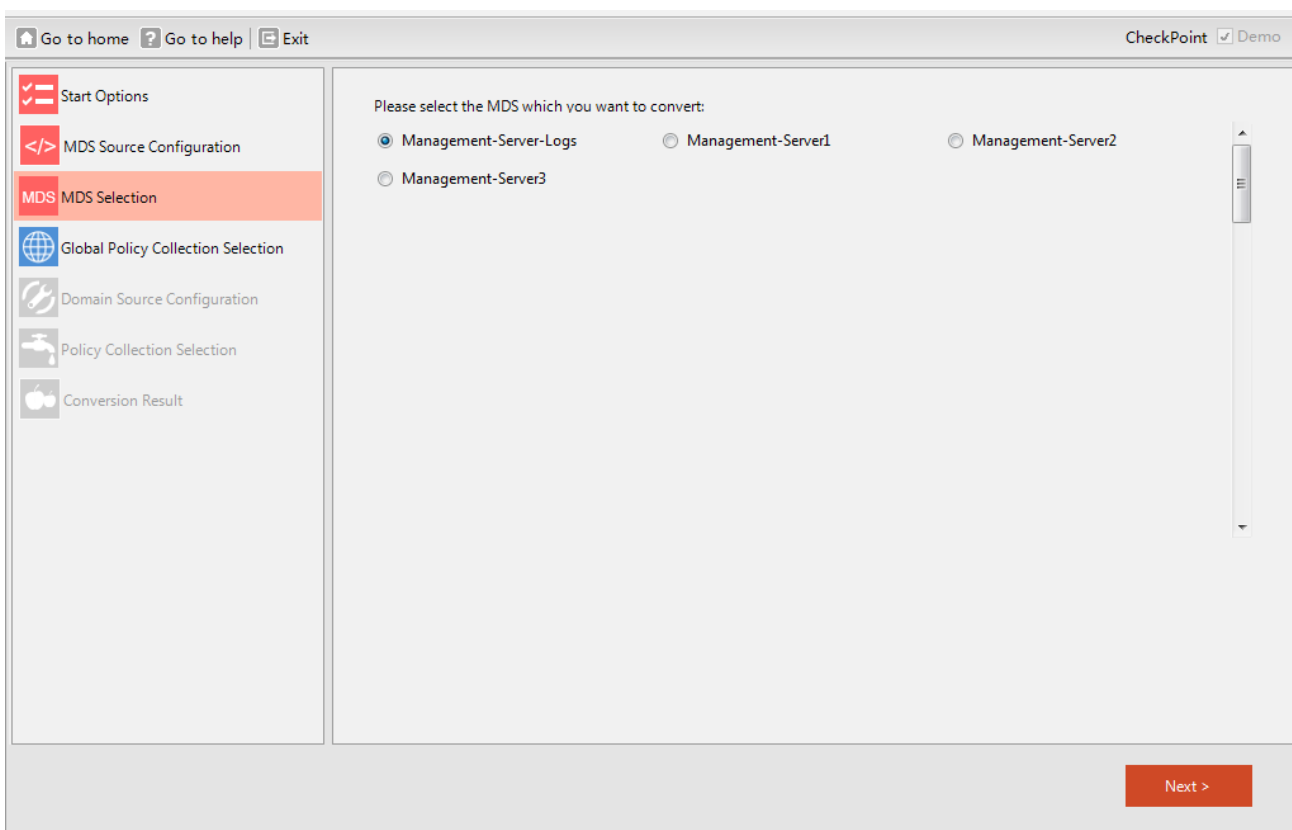 Go to home Go to help Exit CheckPoint Demo
Start Options
</> MDS Source Configuration
MDS MDS Selection
Global Policy Collection Selection
Domain Source Configuration
Policy Collection Selection
Conversion Result
Please select the MDS which you want to convert:
Management-Server-Logs Management-Server1 Management-Server2
Management-Server3
Next >